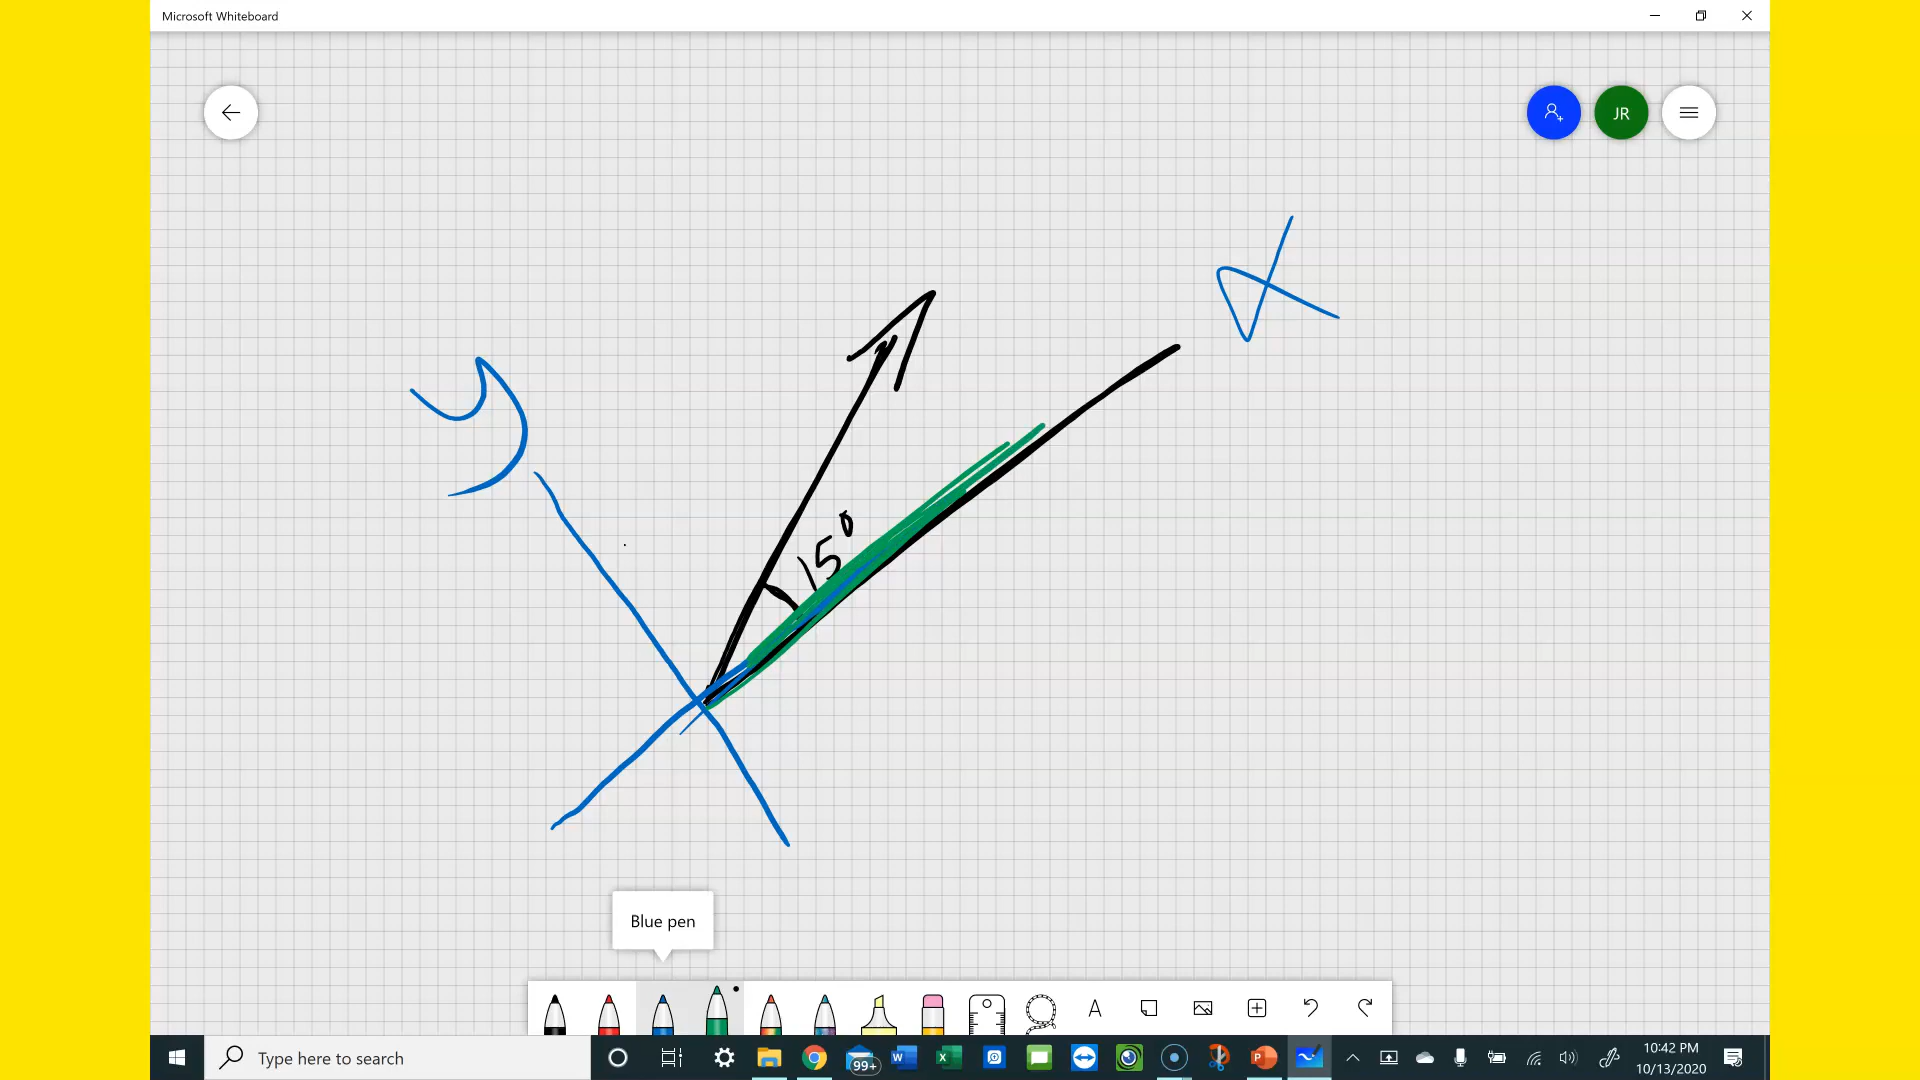 Microsoft Whiteboard
JR
x
y
15°
Blue pen
A
Type here to search
99+
10:42 PM
10/13/2020